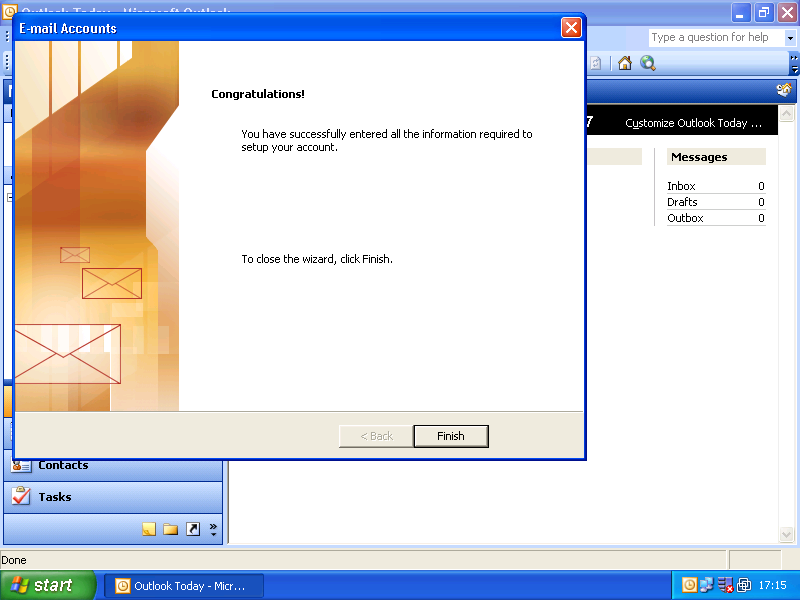 Outlook Today - Microsoft Outlook
E-mail Accounts
Type a question for help
Congratulations!
You have successfully entered all the information required to
setup your account.
To close the wizard, click Finish.
< Back
Finish
7
Customize Outlook Today ...
Messages
Inbox 0
Drafts 0
Outbox 0
Contacts
Tasks
Done
start
Outlook Today - Micr...
17:15